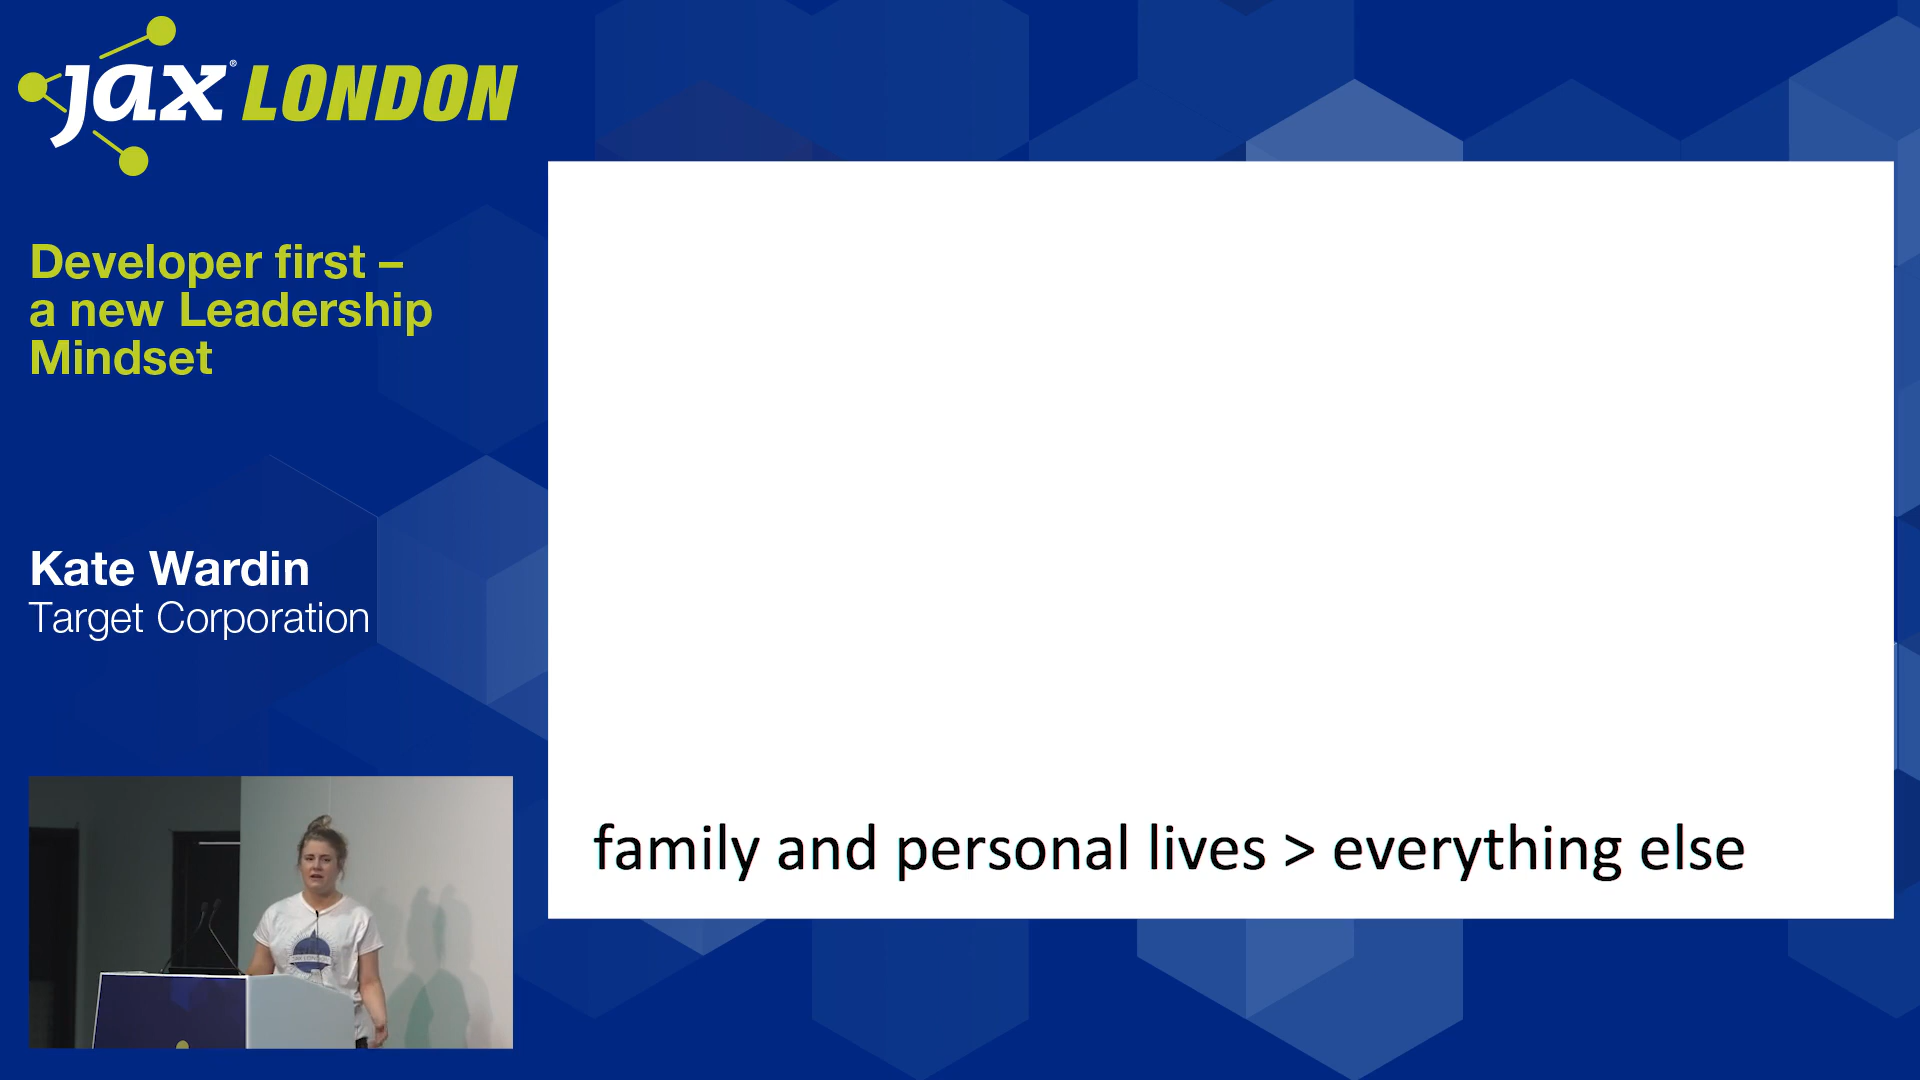 jax® LONDON
Developer first –
a new Leadership
Mindset
Kate Wardin
Target Corporation
family and personal lives > everything else